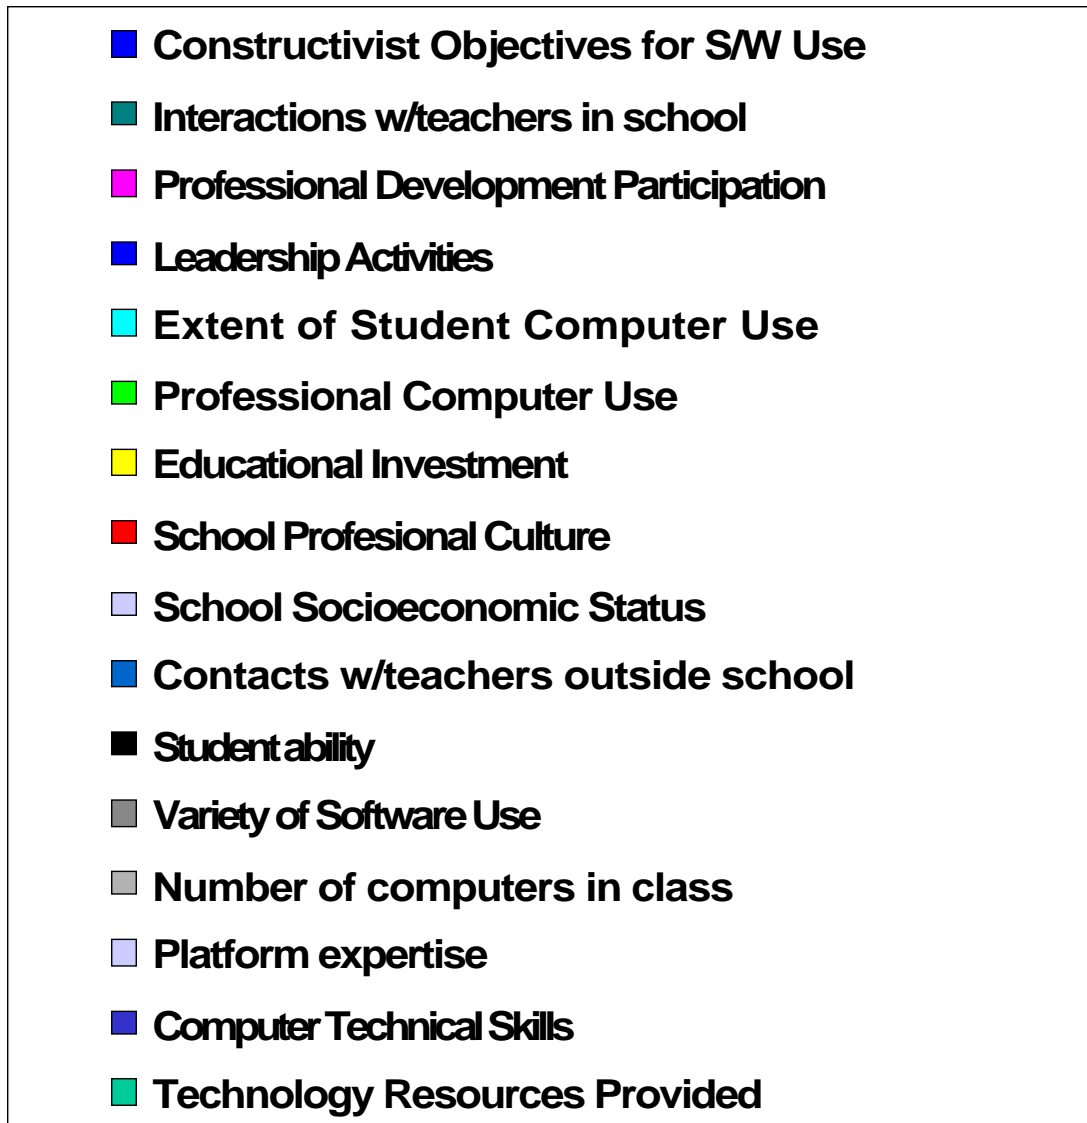 Constructivist Objectives for S/W Use
Interactions w/teachers in school
Professional Development Participation
Leadership Activities
Extent of Student Computer Use
Professional Computer Use
Educational Investment
School Profesional Culture
School Socioeconomic Status
Contacts w/teachers outside school
Student ability
Variety of Software Use
Number of computers in class
Platform expertise
Computer Technical Skills
Technology Resources Provided